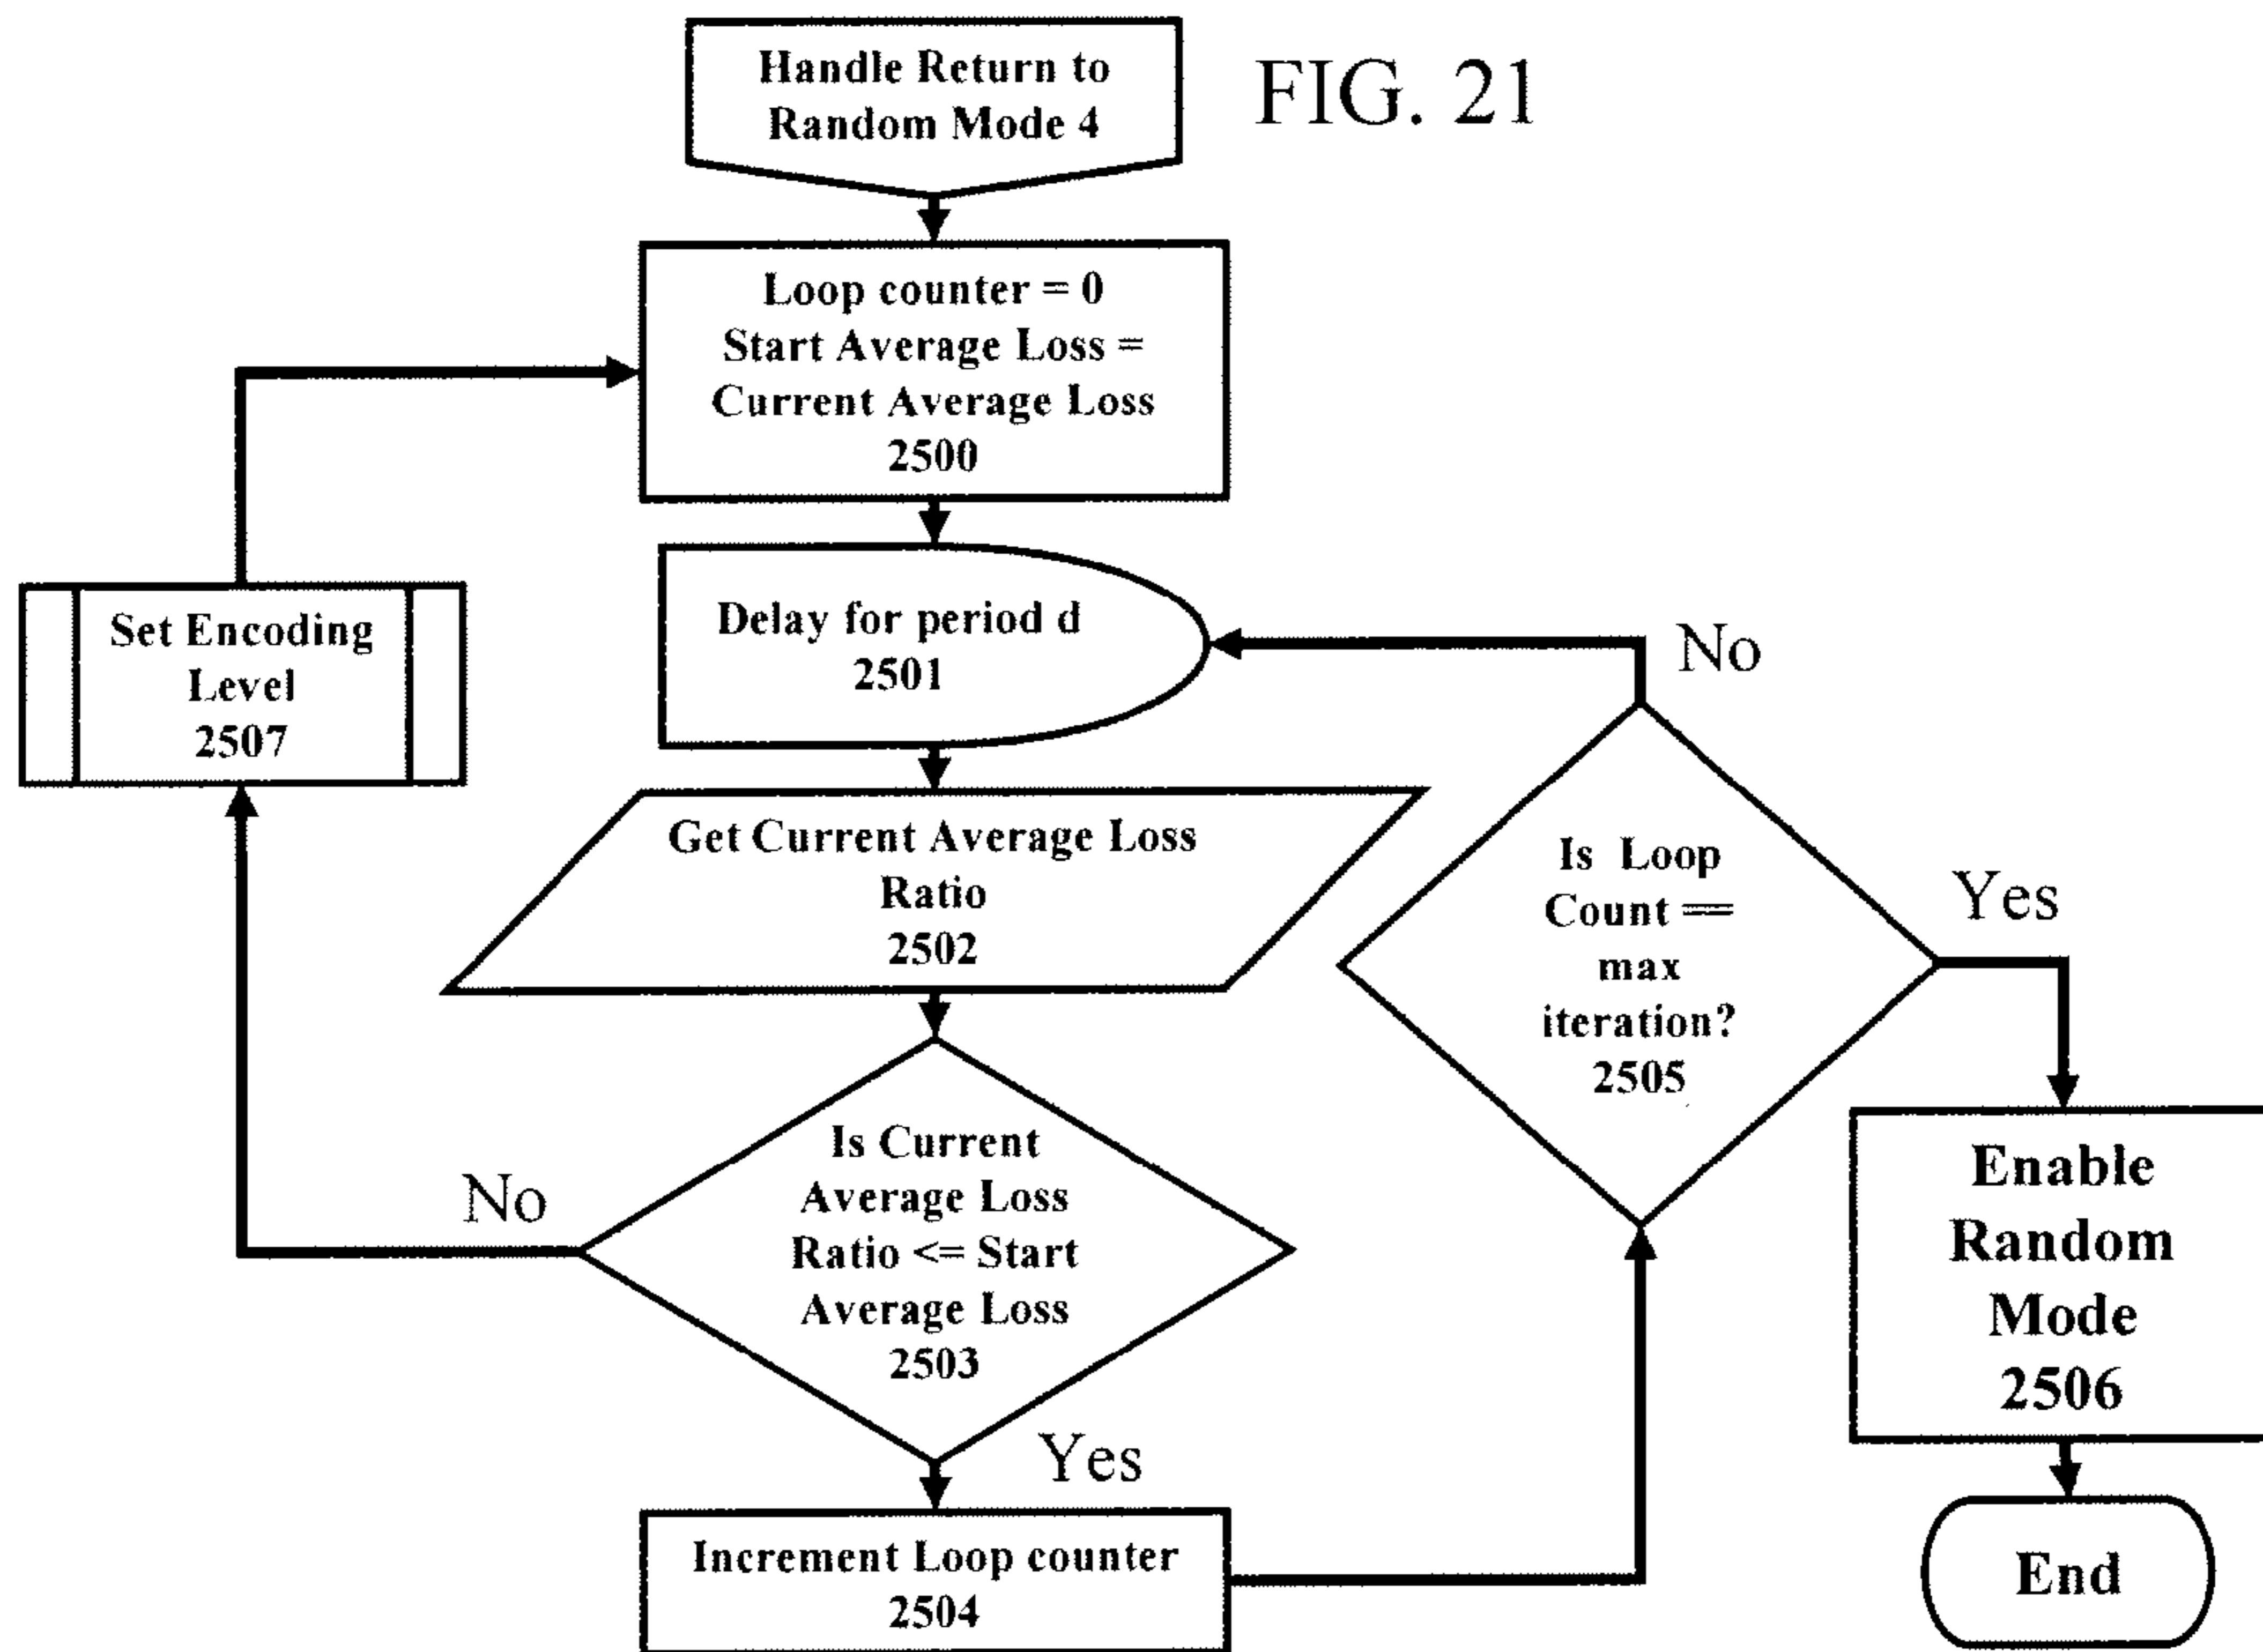 Handle Return to
Random Mode 4
FIG. 21
Loop counter = 0
Start Average Loss =
Current Average Loss
2500
Set Encoding
Level
2507
Delay for period d
2501
No
Get Current Average Loss
Ratio
2502
Is Loop
Count ==
max
iteration?
2505
Yes
Is Current
Average Loss
Ratio <= Start
Average Loss
2503
No
Yes
Enable
Random
Mode
2506
Increment Loop counter
2504
End